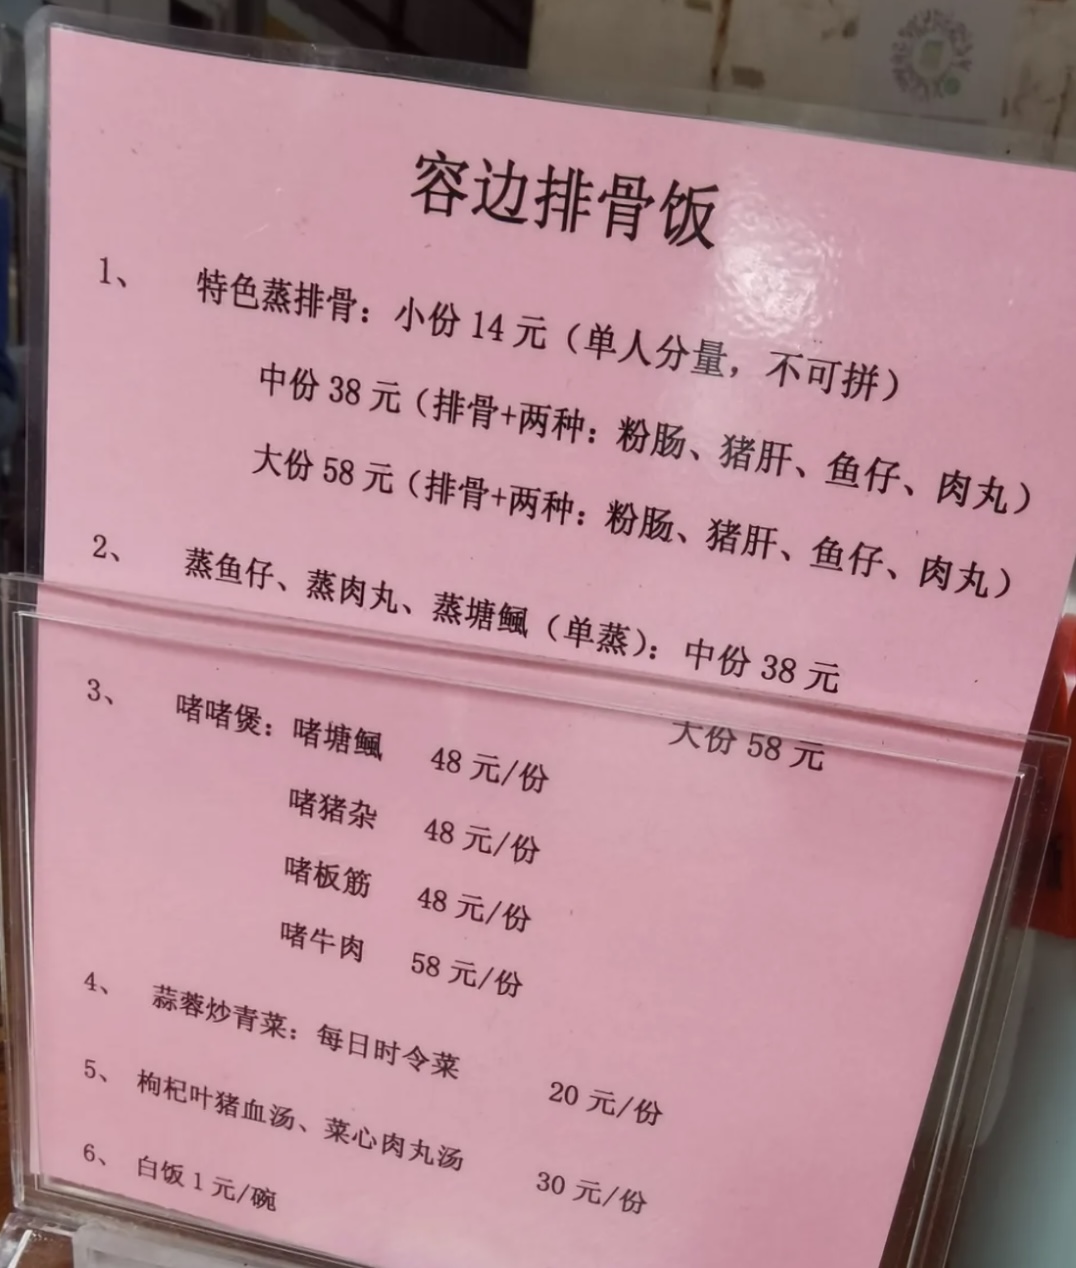 容边排骨饭
1、 特色蒸排骨：小份 14 元（单人分量，不可拼）
中份 38 元（排骨+两种：粉肠、猪肝、鱼仔、肉丸）
大份 58 元（排骨+两种：粉肠、猪肝、鱼仔、肉丸）
2、 蒸鱼仔、蒸肉丸、蒸塘鲺（单蒸）：中份 38 元
大份 58 元
3、 啫啫煲：啫塘鲺 48 元/份
啫猪杂 48 元/份
啫板筋 48 元/份
啫牛肉 58 元/份
4、 蒜蓉炒青菜：每日时令菜 20 元/份
5、 枸杞叶猪血汤、菜心肉丸汤 30 元/份
6、 白饭 1 元/碗